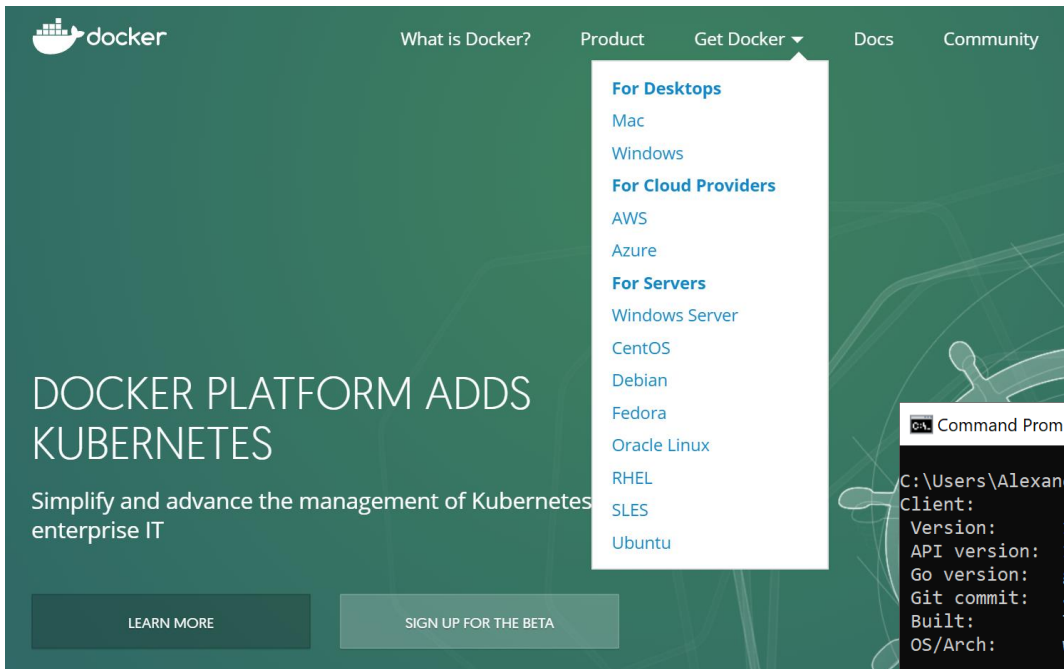 docker
What is Docker?
Product
Get Docker
Docs
Community
For Desktops
Mac
Windows
For Cloud Providers
AWS
Azure
For Servers
Windows Server
CentOS
Debian
Fedora
Oracle Linux
RHEL
SLES
Ubuntu
DOCKER PLATFORM ADDS
KUBERNETES
Simplify and advance the management of Kubernetes
enterprise IT
LEARN MORE
SIGN UP FOR THE BETA
Command Prom
C:\Users\Alexan
Client:
Version:
API version:
Go version:
Git commit:
Built:
OS/Arch: